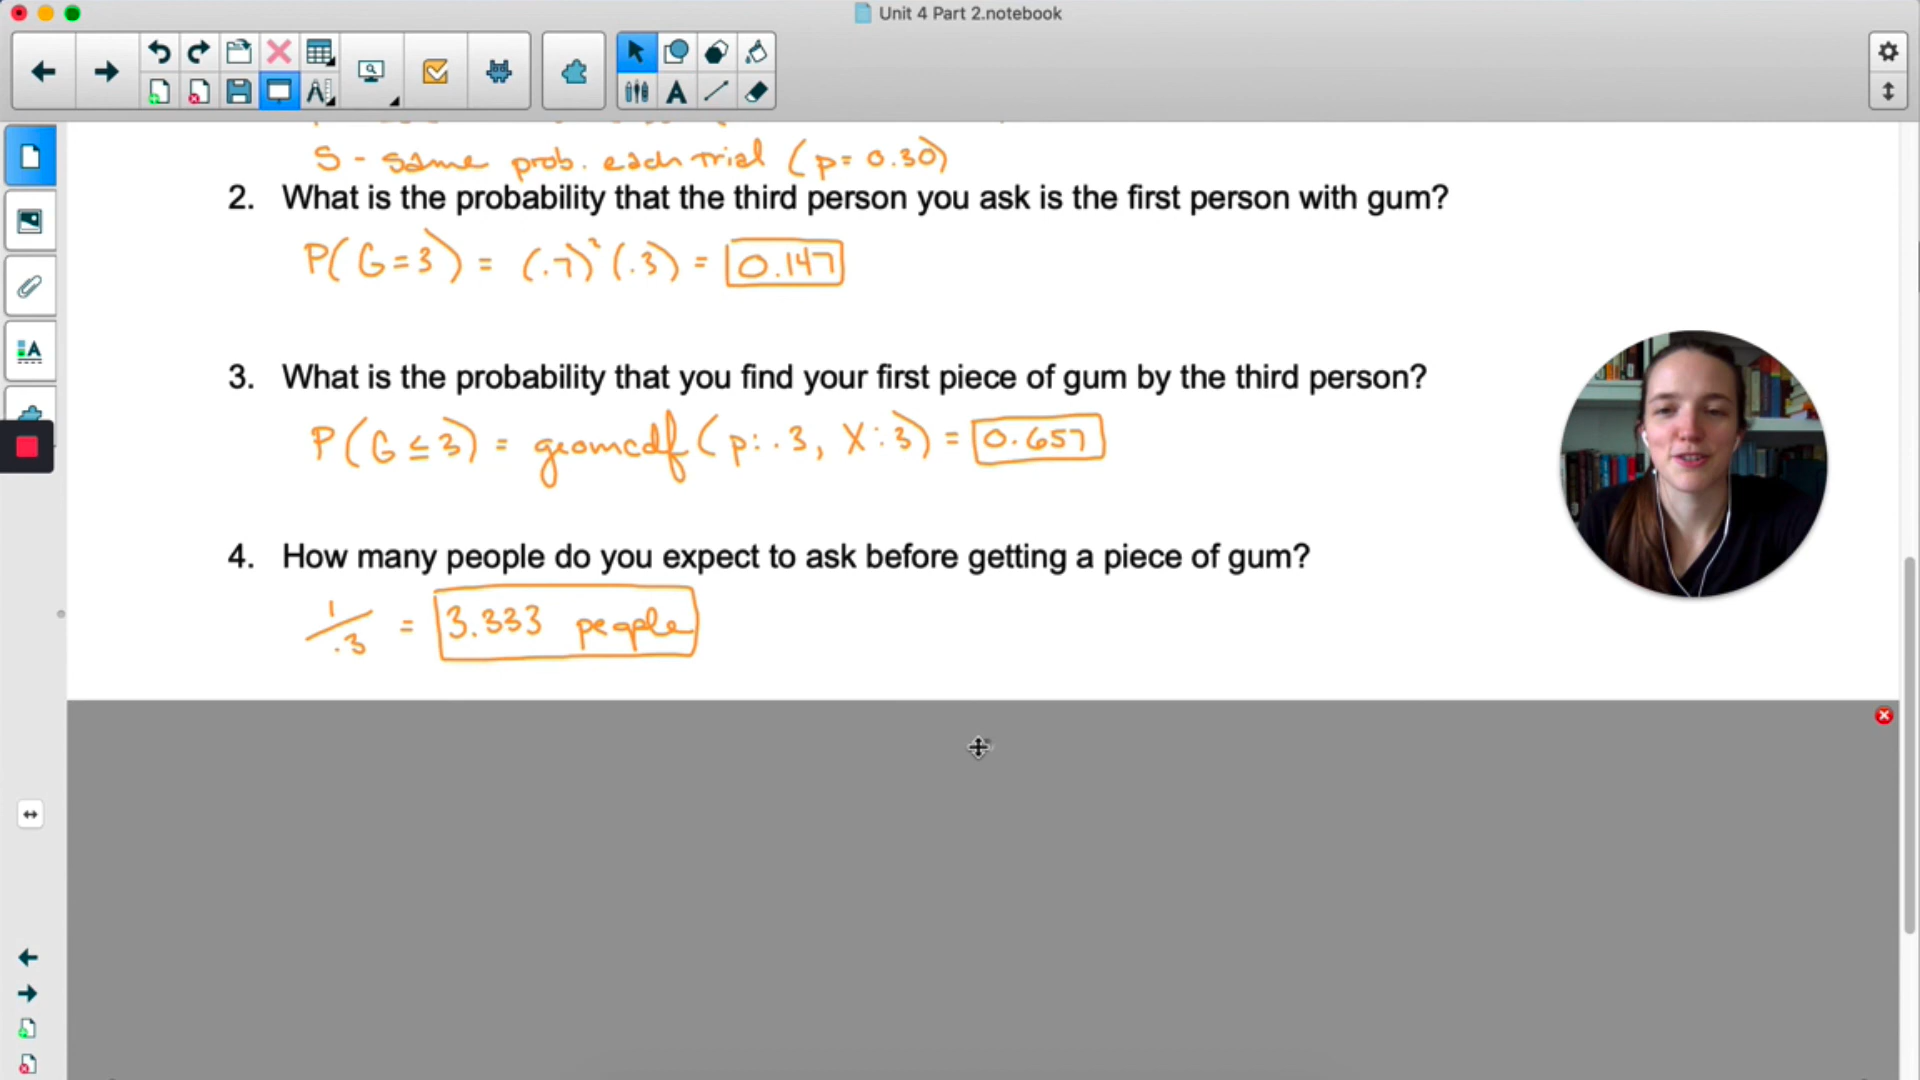 Unit 4 Part 2.notebook
S - same prob. each trial (p= 0.30)
2. What is the probability that the third person you ask is the first person with gum?
P(G=3) = (.7)²(.3) = 0.147
3. What is the probability that you find your first piece of gum by the third person?
P(G≤3) = geomcdf(p:.3, X:3) = 0.657
4. How many people do you expect to ask before getting a piece of gum?
1/.3 = 3.333 people